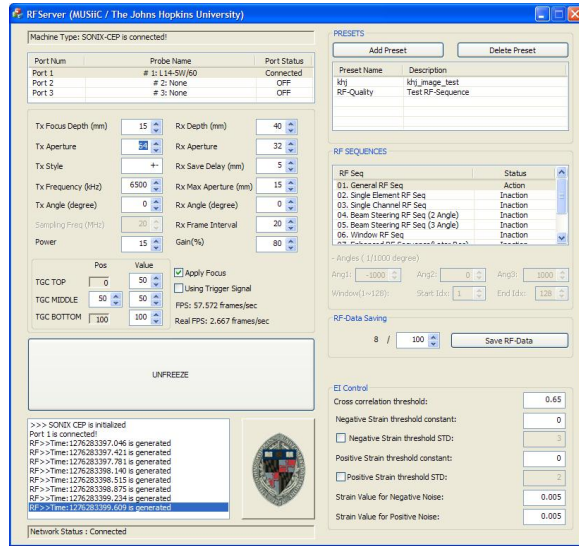 RFServer (MUSiiC / The Johns Hopkins University)
Machine Type: SONIX-CEP is connected!
Port Num Probe Name Port Status
Port 1 # 1: L14-5W/60 Connected
Port 2 # 2: None OFF
Port 3 # 3: None OFF
Tx Focus Depth (mm) 15 Rx Depth (mm) 40
Tx Aperture 64 Rx Aperture 32
Tx Style +- Rx Save Delay (mm) 5
Tx Frequency (kHz) 6500 Rx Max Aperture (mm) 15
Tx Angle (degree) 0 Rx Angle (degree) 0
Sampling Freq (MHz) 20 Rx Frame Interval 20
Power 15 Gain(%) 80
Pos Value
TGC TOP 0 50
TGC MIDDLE 50 50
TGC BOTTOM 100 100
Apply Focus
Using Trigger Signal
FPS: 57.572 frames/sec
Real FPS: 2.667 frames/sec
UNFREEZE
>>> SONIX CEP is initialized
Port 1 is connected!
RF>>Time:1276283397.046 is generated
RF>>Time:1276283397.421 is generated
RF>>Time:1276283397.781 is generated
RF>>Time:1276283398.140 is generated
RF>>Time:1276283398.515 is generated
RF>>Time:1276283398.875 is generated
RF>>Time:1276283399.234 is generated
RF>>Time:1276283399.609 is generated
Network Status : Connected
PRESETS
Add Preset Delete Preset
Preset Name Description
khj khj_image_test
RF-Quality Test RF-Sequence
RF SEQUENCES
RF Seq Status
01. General RF Seq Action
02. Single Element RF Seq Inaction
03. Single Channel RF Seq Inaction
04. Beam Steering RF Seq (2 Angle) Inaction
05. Beam Steering RF Seq (3 Angle) Inaction
06. Window RF Seq Inaction
- Angles ( 1/1000 degree)
Ang1: -1000 Ang2: 0 Ang3: 1000
Window(1~128): Start Idx: 1 End Idx: 128
RF-Data Saving
8 / 100 Save RF-Data
EI Control
Cross correlation threshold: 0.65
Negative Strain threshold constant: 0
Negative Strain threshold STD: 3
Positive Strain threshold constant: 0
Positive Strain threshold STD: 2
Strain Value for Negative Noise: 0.005
Strain Value for Positive Noise: 0.005